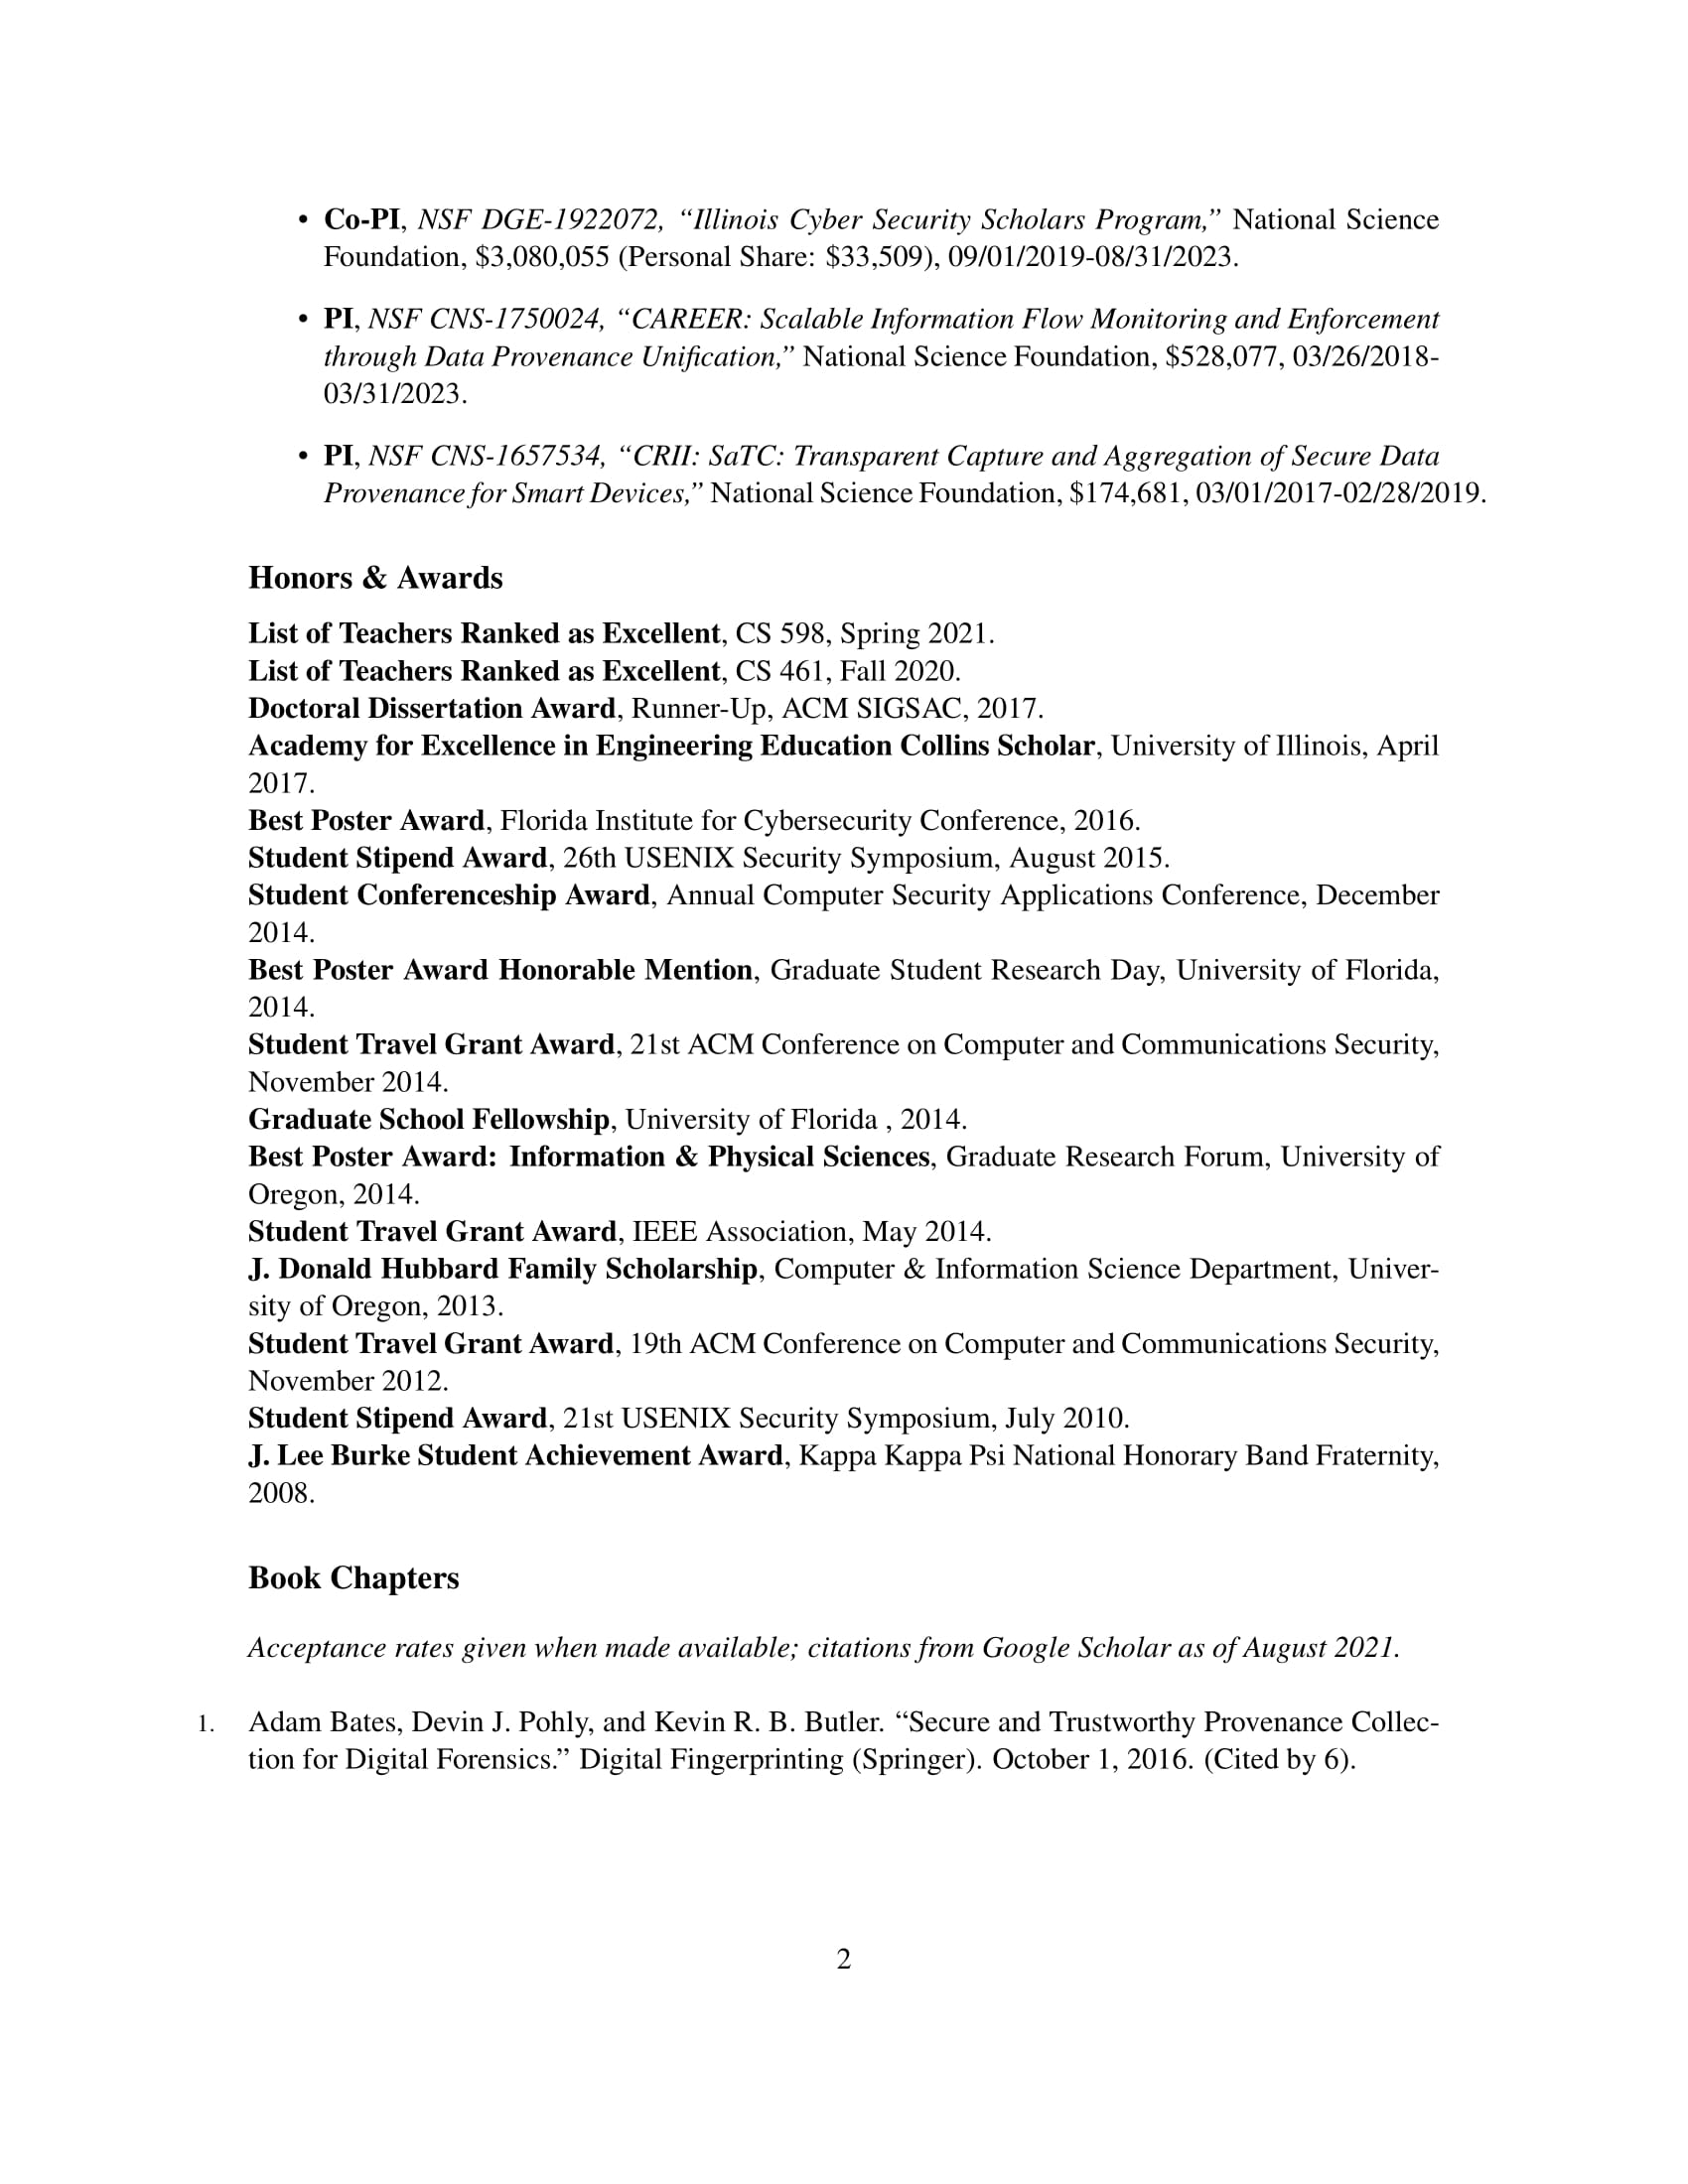 • Co-PI, NSF DGE-1922072, “Illinois Cyber Security Scholars Program,” National Science
Foundation, $3,080,055 (Personal Share: $33,509), 09/01/2019-08/31/2023.
• PI, NSF CNS-1750024, “CAREER: Scalable Information Flow Monitoring and Enforcement
through Data Provenance Unification,” National Science Foundation, $528,077, 03/26/2018-
03/31/2023.
• PI, NSF CNS-1657534, “CRII: SaTC: Transparent Capture and Aggregation of Secure Data
Provenance for Smart Devices,” National Science Foundation, $174,681, 03/01/2017-02/28/2019.
Honors & Awards
List of Teachers Ranked as Excellent, CS 598, Spring 2021.
List of Teachers Ranked as Excellent, CS 461, Fall 2020.
Doctoral Dissertation Award, Runner-Up, ACM SIGSAC, 2017.
Academy for Excellence in Engineering Education Collins Scholar, University of Illinois, April
2017.
Best Poster Award, Florida Institute for Cybersecurity Conference, 2016.
Student Stipend Award, 26th USENIX Security Symposium, August 2015.
Student Conferenceship Award, Annual Computer Security Applications Conference, December
2014.
Best Poster Award Honorable Mention, Graduate Student Research Day, University of Florida,
2014.
Student Travel Grant Award, 21st ACM Conference on Computer and Communications Security,
November 2014.
Graduate School Fellowship, University of Florida , 2014.
Best Poster Award: Information & Physical Sciences, Graduate Research Forum, University of
Oregon, 2014.
Student Travel Grant Award, IEEE Association, May 2014.
J. Donald Hubbard Family Scholarship, Computer & Information Science Department, Univer-
sity of Oregon, 2013.
Student Travel Grant Award, 19th ACM Conference on Computer and Communications Security,
November 2012.
Student Stipend Award, 21st USENIX Security Symposium, July 2010.
J. Lee Burke Student Achievement Award, Kappa Kappa Psi National Honorary Band Fraternity,
2008.
Book Chapters
Acceptance rates given when made available; citations from Google Scholar as of August 2021.
1. Adam Bates, Devin J. Pohly, and Kevin R. B. Butler. “Secure and Trustworthy Provenance Collec-
tion for Digital Forensics.” Digital Fingerprinting (Springer). October 1, 2016. (Cited by 6).
2